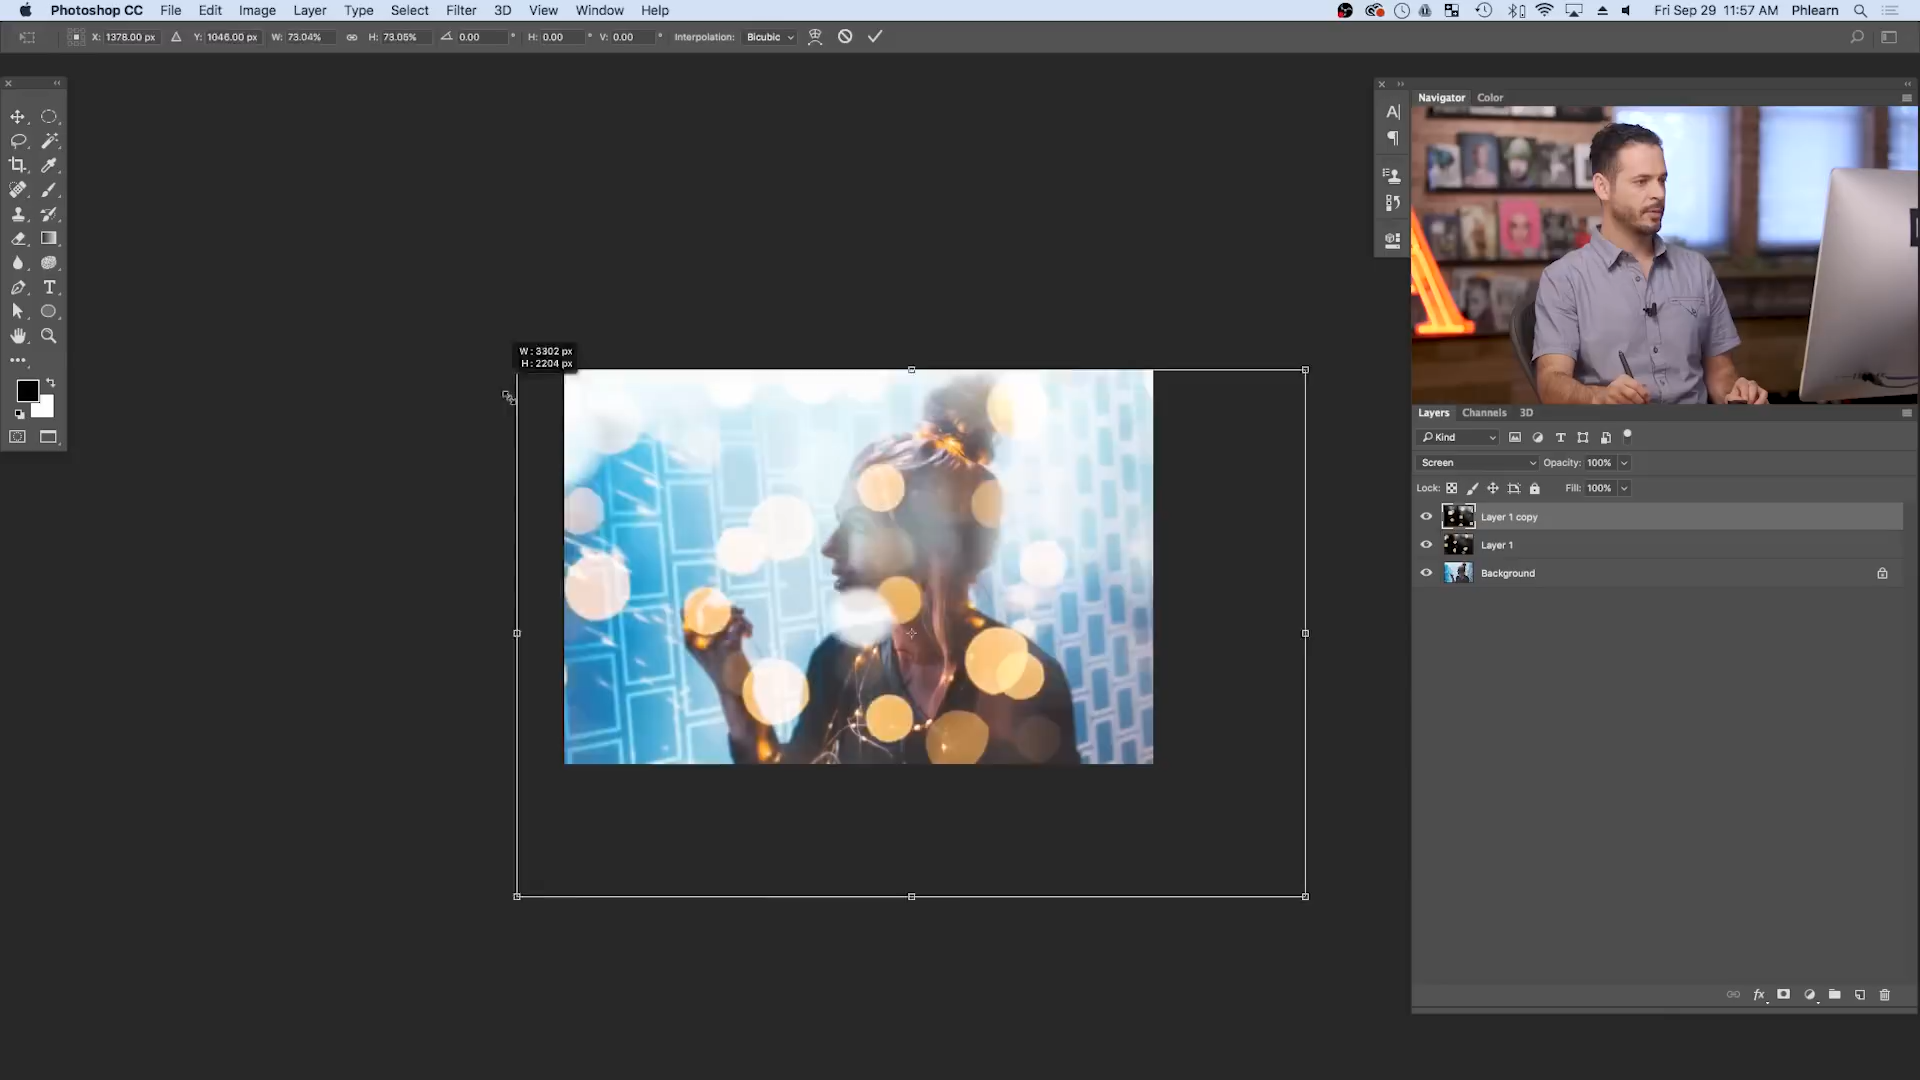 Photoshop CC File Edit Image Layer Type Select Filter 3D View Window Help Fri Sep 29 11:57 AM Phlearn
X: 1378.00 px Y: 1046.00 px W: 73.04% H: 73.05% 0.00 ° H: 0.00 ° V: 0.00 ° Interpolation: Bicubic
Navigator Color
W : 3302 px
H : 2204 px
Layers Channels 3D
Kind
Screen Opacity: 100%
Lock: Fill: 100%
Layer 1 copy
Layer 1
Background
fx